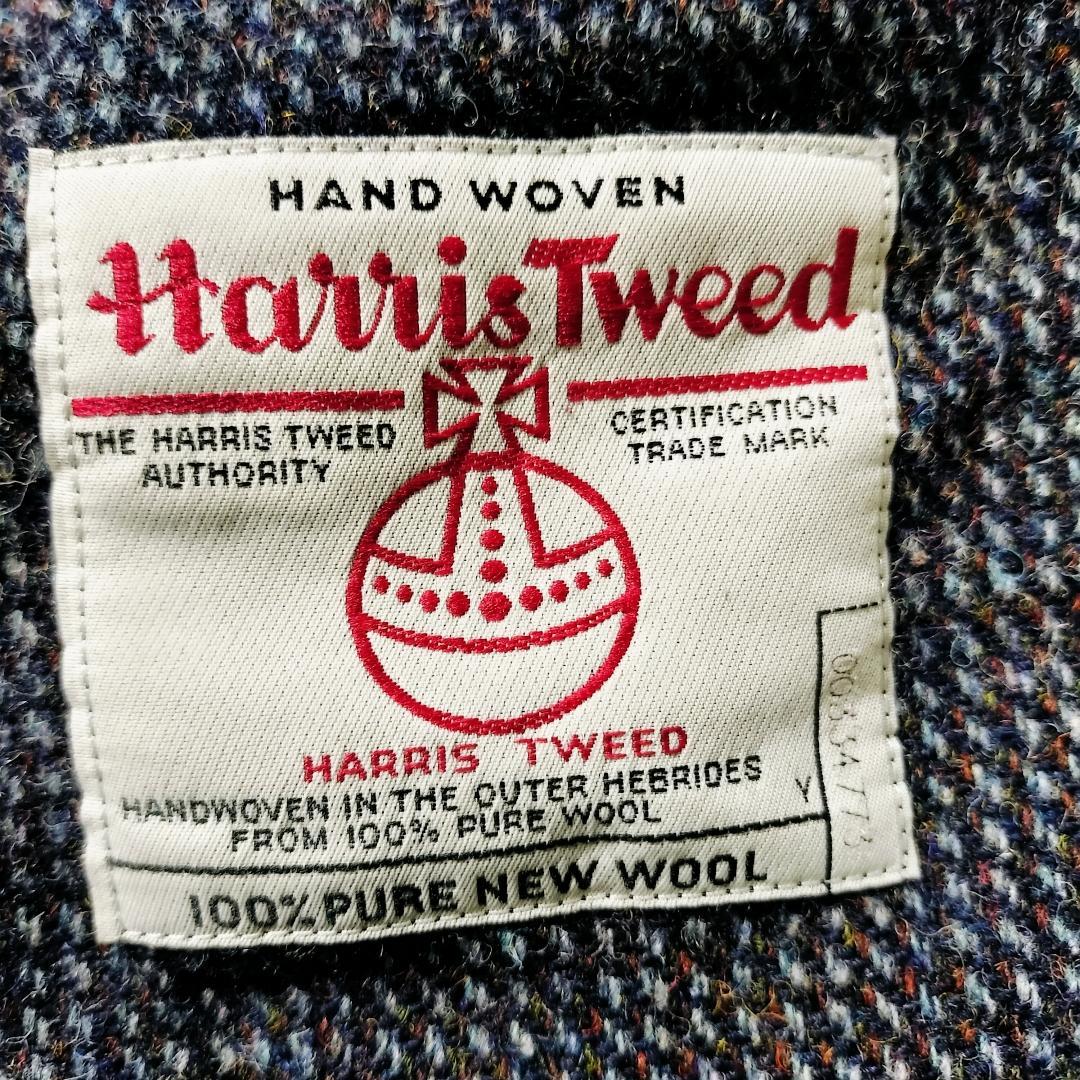 HAND WOVEN
Harris Tweed
THE HARRIS TWEED
AUTHORITY
CERTIFICATION
TRADE MARK
HARRIS TWEED
HANDWOVEN IN THE OUTER HEBRIDES
FROM 100% PURE WOOL
Y
100% PURE NEW WOOL